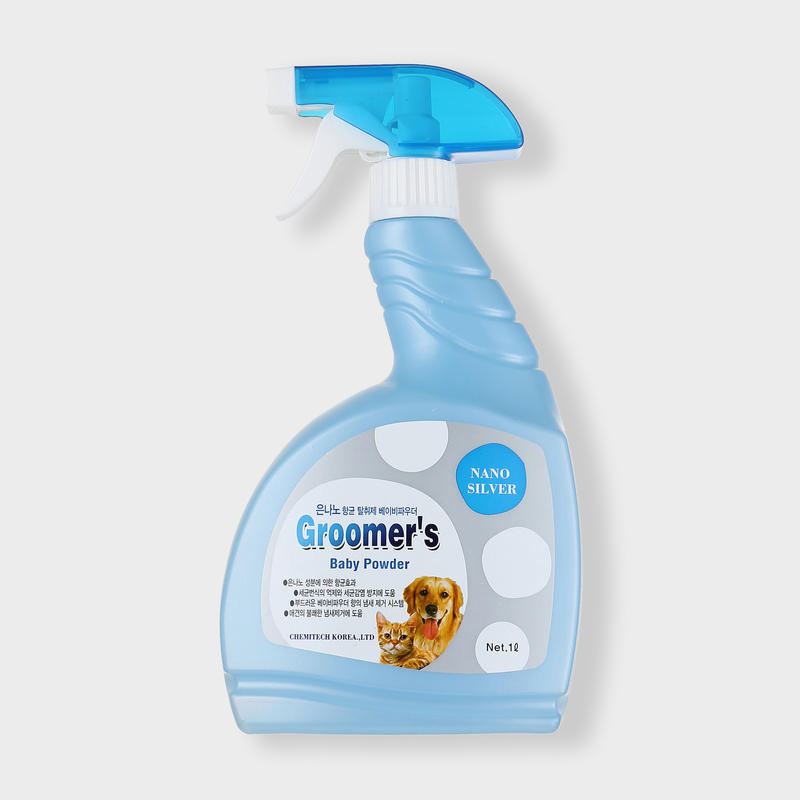 NANO
SILVER
은나노 항균 탈취제 베이비파우더
Groomer's
Baby Powder
●은나노 성분에 의한 항균효과
●세균번식의 억제와 세균감염 방지에 도움
●부드러운 베이비파우더 향의 냄새 제거 시스템
●애견의 불쾌한 냄새제거에 도움
CHEMITECH KOREA.,LTD
Net.1ℓ